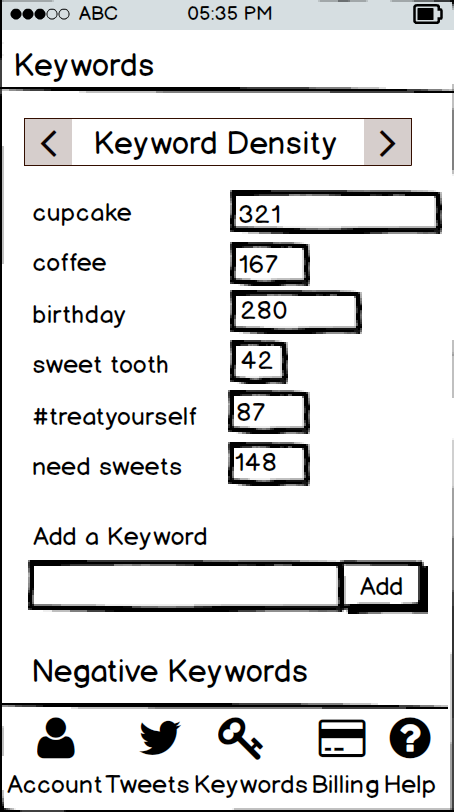 ABC 05:35 PM
Keywords
Keyword Density
cupcake 321
coffee 167
birthday 280
sweet tooth 42
#treatyourself 87
need sweets 148
Add a Keyword
Add
Negative Keywords
Account Tweets Keywords Billing Help